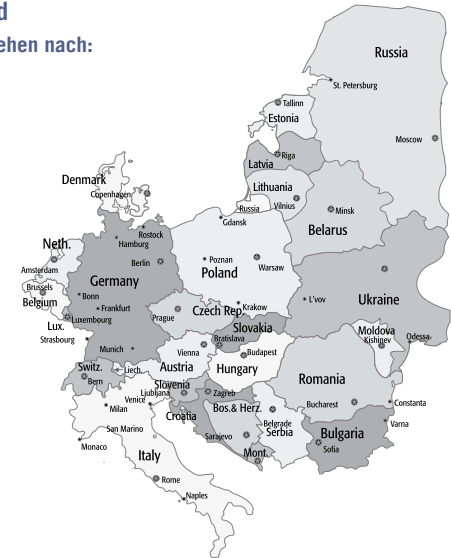 d
ehen nach:
Russia
St. Petersburg
Tallinn
Estonia
Moscow
Riga
Latvia
Lithuania
Vilnius
Russia
Minsk
Belarus
Denmark
Copenhagen
Gdansk
Rostock
Hamburg
Neth.
Amsterdam
Berlin
Poznan
Poland
Warsaw
Germany
Brussels
Belgium
Bonn
Frankfurt
Lux.
Luxembourg
Prague
Czech Rep.
Krakow
L'vov
Ukraine
Slovakia
Bratislava
Strasbourg
Munich
Vienna
Budapest
Moldova
Kishinev
Odessa
Switz.
Liech.
Bern
Austria
Hungary
Romania
Slovenia
Ljubljana
Zagreb
Venice
Milan
Croatia
Bos.& Herz.
Belgrade
Serbia
Bucharest
Constanta
Varna
San Marino
Monaco
Sarajevo
Mont.
Bulgaria
Sofia
Italy
Rome
Naples